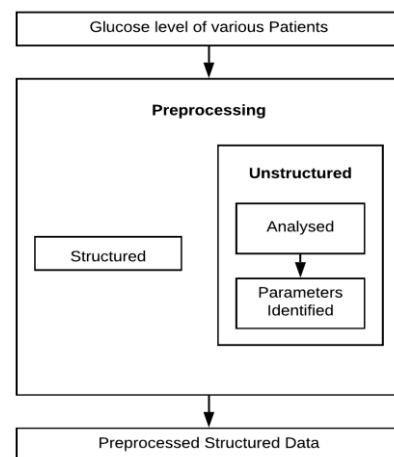 Glucose level of various Patients
Preprocessing
Unstructured
Analysed
Structured
Parameters
Identified
Preprocessed Structured Data